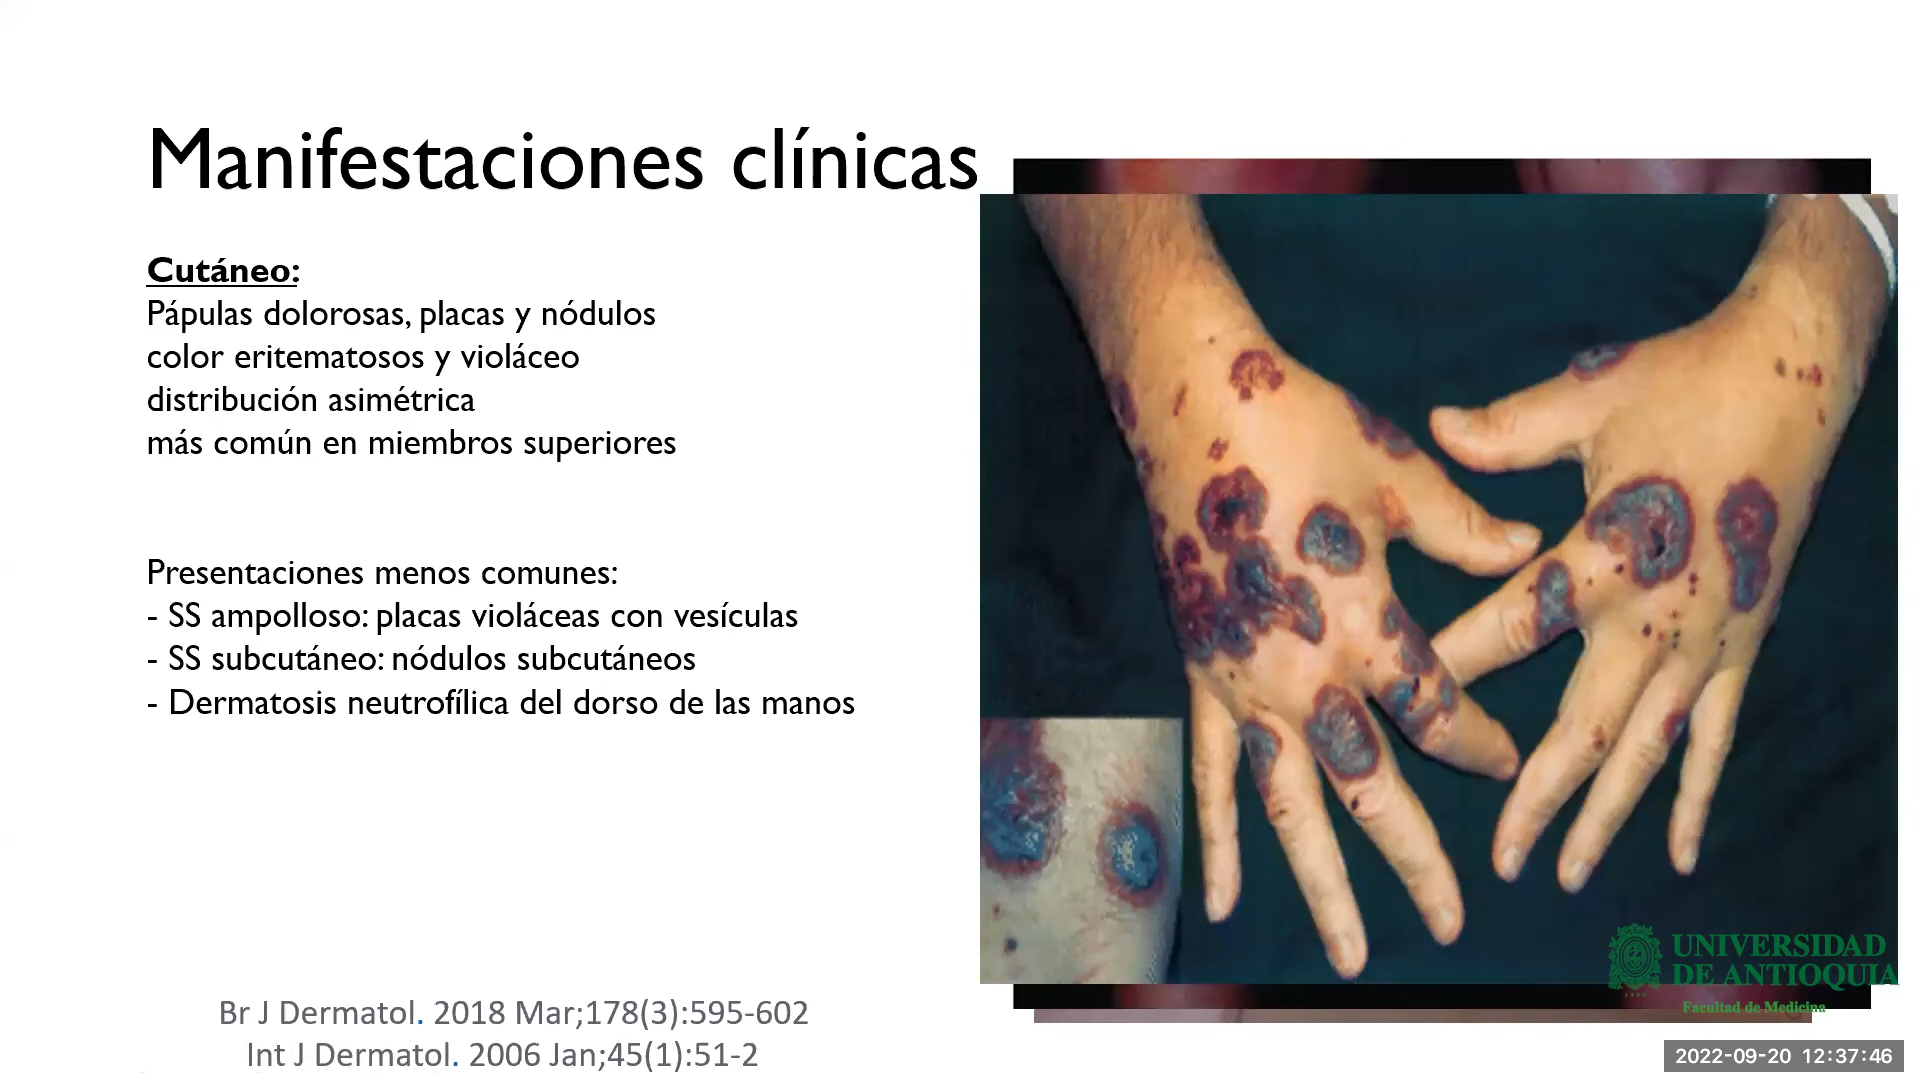 Manifestaciones clínicas
Cutáneo:
Pápulas dolorosas, placas y nódulos
color eritematosos y violáceo
distribución asimétrica
más común en miembros superiores
Presentaciones menos comunes:
- SS ampolloso: placas violáceas con vesículas
- SS subcutáneo: nódulos subcutáneos
- Dermatosis neutrofílica del dorso de las manos
Br J Dermatol. 2018 Mar;178(3):595-602
Int J Dermatol. 2006 Jan;45(1):51-2
UNIVERSIDAD
DE ANTIOQUIA
1803
Facultad de Medicina
2022-09-20 12:37:46